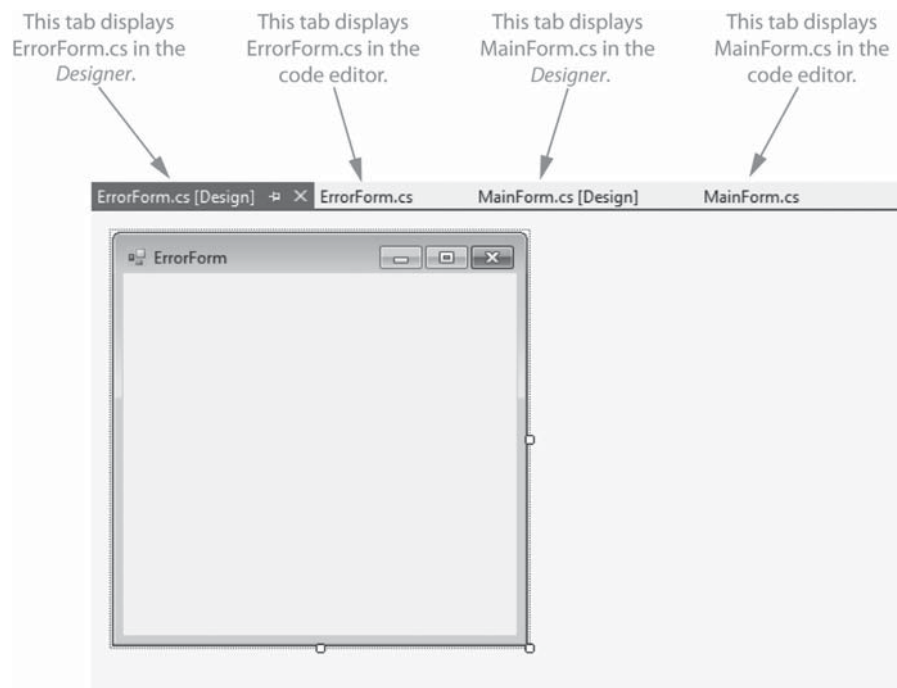 This tab displays
ErrorForm.cs in the
Designer.
This tab displays
ErrorForm.cs in the
code editor.
This tab displays
MainForm.cs in the
Designer.
This tab displays
MainForm.cs in the
code editor.
ErrorForm.cs [Design]
ErrorForm.cs
MainForm.cs [Design]
MainForm.cs
ErrorForm